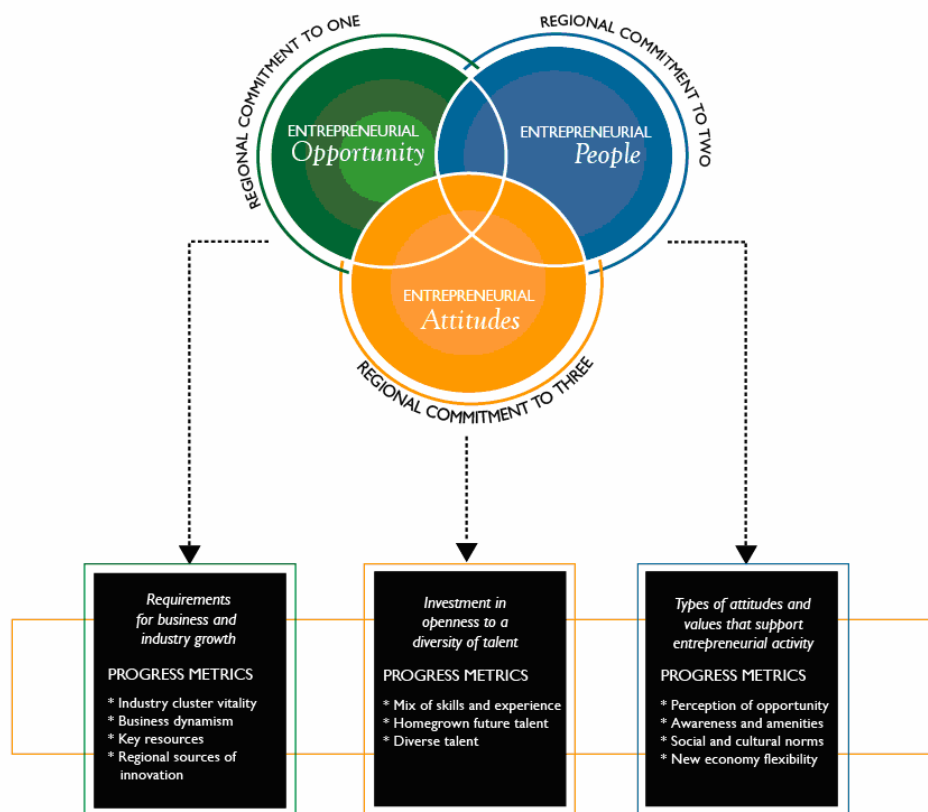 REGIONAL COMMITMENT TO ONE
REGIONAL COMMITMENT TO TWO
ENTREPRENEURIAL
Opportunity
ENTREPRENEURIAL
People
ENTREPRENEURIAL
Attitudes
REGIONAL COMMITMENT TO THREE
Requirements
for business and
industry growth
PROGRESS METRICS
* Industry cluster vitality
* Business dynamism
* Key resources
* Regional sources of
innovation
Investment in
openness to a
diversity of talent
PROGRESS METRICS
* Mix of skills and experience
* Homegrown future talent
* Diverse talent
Types of attitudes and
values that support
entrepreneurial activity
PROGRESS METRICS
* Perception of opportunity
* Awareness and amenities
* Social and cultural norms
* New economy flexibility